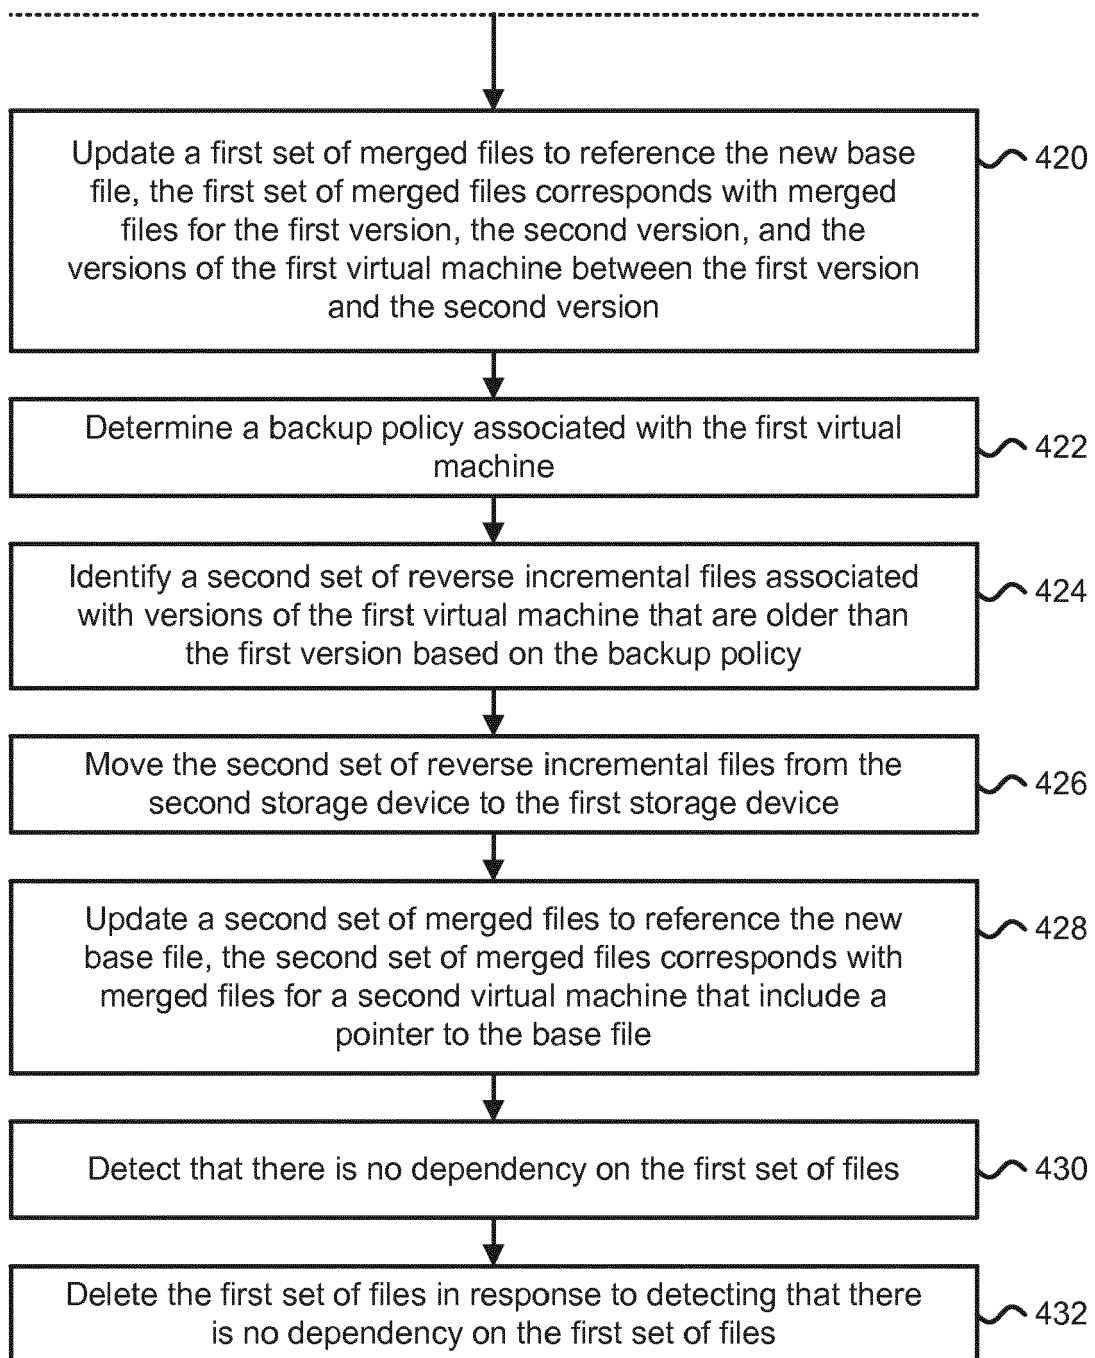 Update a first set of merged files to reference the new base
file, the first set of merged files corresponds with merged
files for the first version, the second version, and the
versions of the first virtual machine between the first version
and the second version
420
Determine a backup policy associated with the first virtual
machine
422
Identify a second set of reverse incremental files associated
with versions of the first virtual machine that are older than
the first version based on the backup policy
424
Move the second set of reverse incremental files from the
second storage device to the first storage device
426
Update a second set of merged files to reference the new
base file, the second set of merged files corresponds with
merged files for a second virtual machine that include a
pointer to the base file
428
Detect that there is no dependency on the first set of files
430
Delete the first set of files in response to detecting that there
is no dependency on the first set of files
432